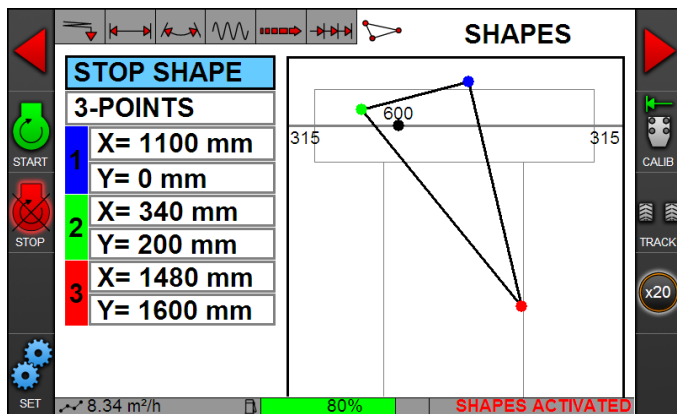 SHAPES
STOP SHAPE
3-POINTS
1
X= 1100 mm
Y= 0 mm
2
X= 340 mm
Y= 200 mm
3
X= 1480 mm
Y= 1600 mm
600
315
315
START
STOP
SET
CALIB
TRACK
x20
8.34 m²/h
80%
SHAPES ACTIVATED